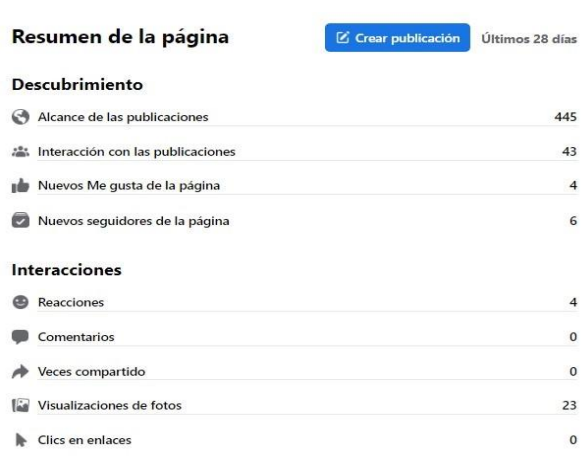 Resumen de la página
Crear publicación
Últimos 28 días
Descubrimiento
Alcance de las publicaciones 445
Interacción con las publicaciones 43
Nuevos Me gusta de la página 4
Nuevos seguidores de la página 6
Interacciones
Reacciones 4
Comentarios 0
Veces compartido 0
Visualizaciones de fotos 23
Clics en enlaces 0